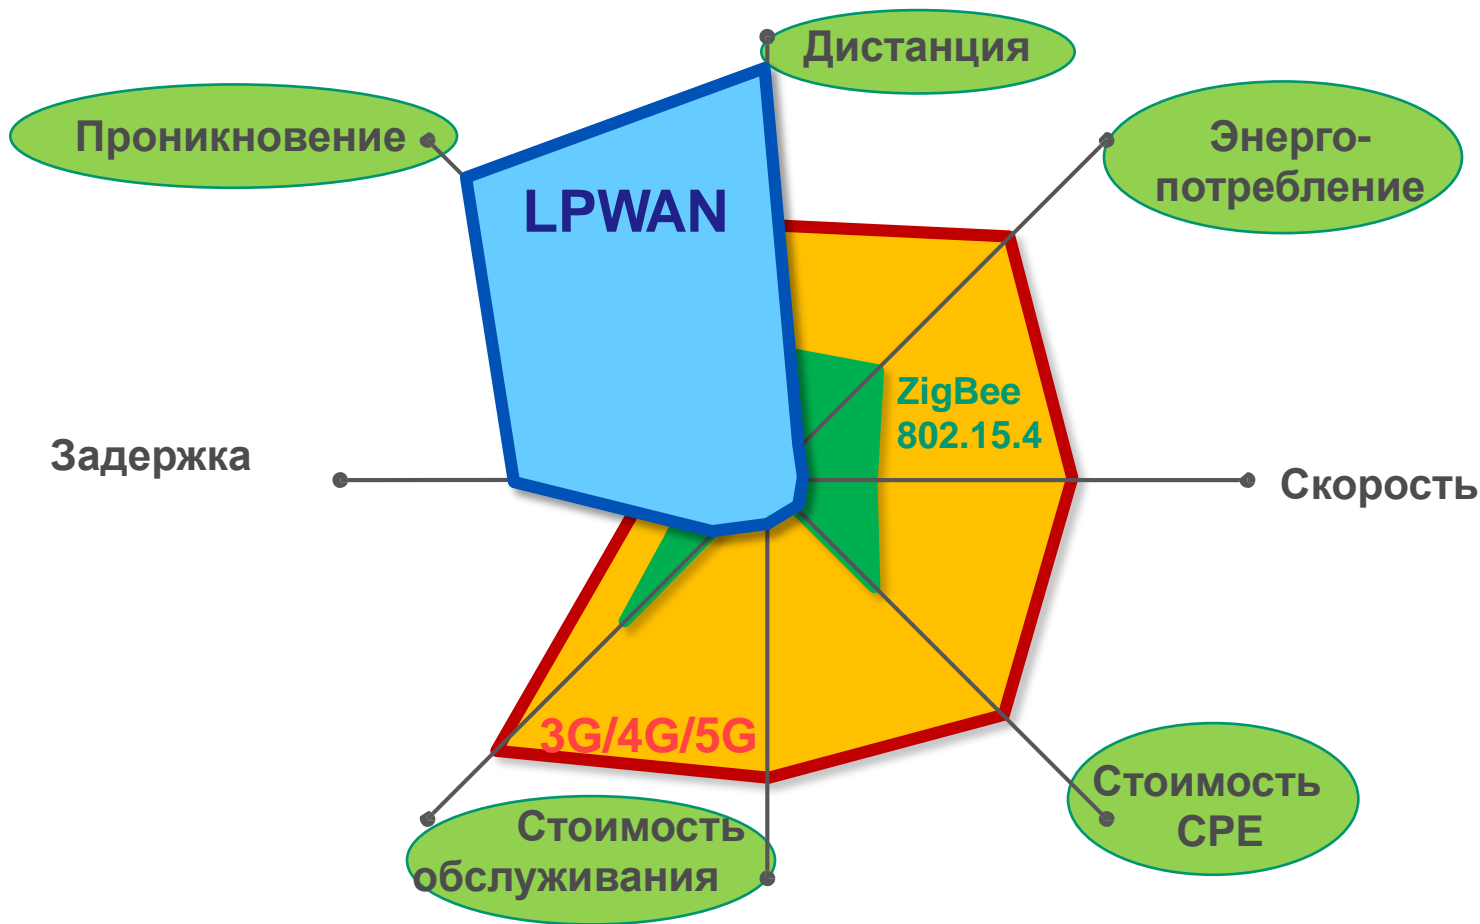 Дистанция
Проникновение
Энерго-
потребление
LPWAN
ZigBee
802.15.4
Задержка
Скорость
3G/4G/5G
Стоимость
CPE
Стоимость
обслуживания